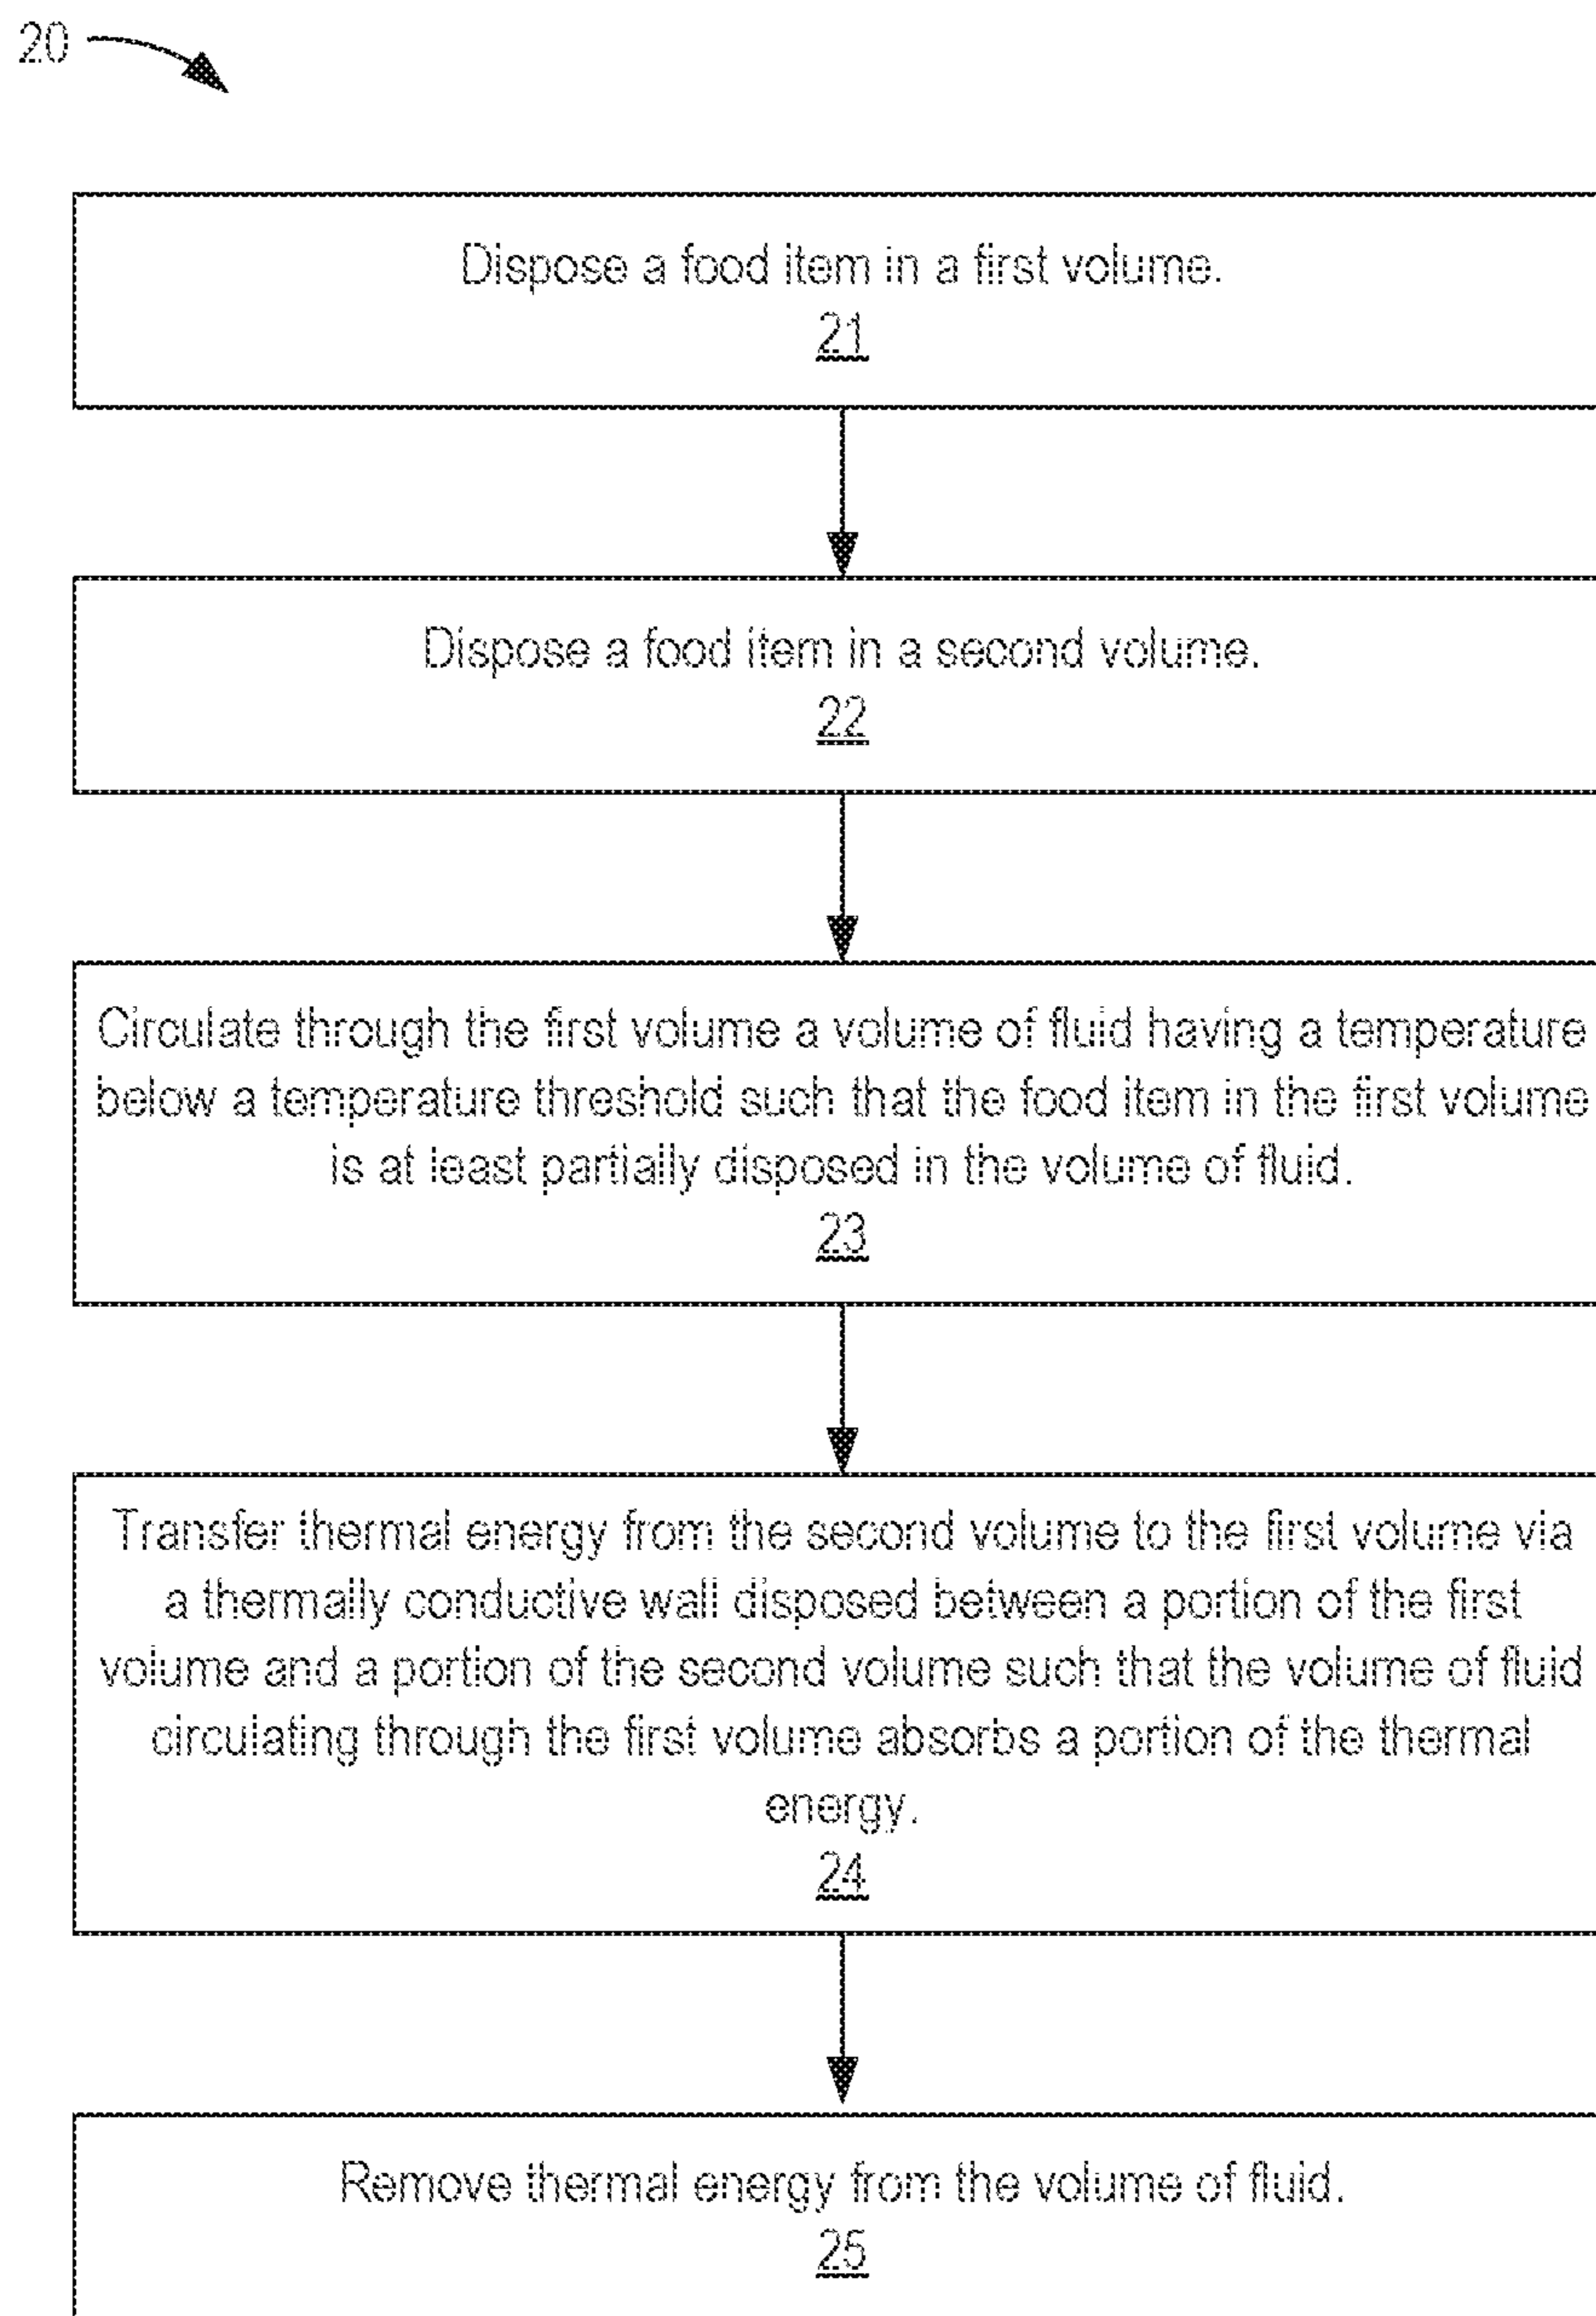 20
Dispose a food item in a first volume.
21
Dispose a food item in a second volume.
22
Circulate through the first volume a volume of fluid having a temperature
below a temperature threshold such that the food item in the first volume
is at least partially disposed in the volume of fluid.
23
Transfer thermal energy from the second volume to the first volume via
a thermally conductive wall disposed between a portion of the first
volume and a portion of the second volume such that the volume of fluid
circulating through the first volume absorbs a portion of the thermal
energy.
24
Remove thermal energy from the volume of fluid.
25